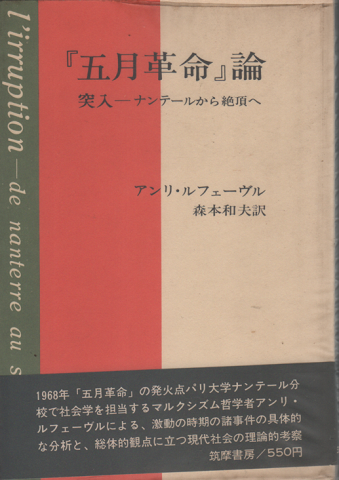 l'irruption—de nanterre au s
『五月革命』論
突入―ナンテールから絶頂へ
アンリ・ルフェーヴル
森本和夫訳
1968年「五月革命」の発火点パリ大学ナンテール分
校で社会学を担当するマルクシズム哲学者アンリ・
ルフェーヴルによる、激動の時期の諸事件の具体的
な分析と、総体的観点に立つ現代社会の理論的考察
筑摩書房/550円